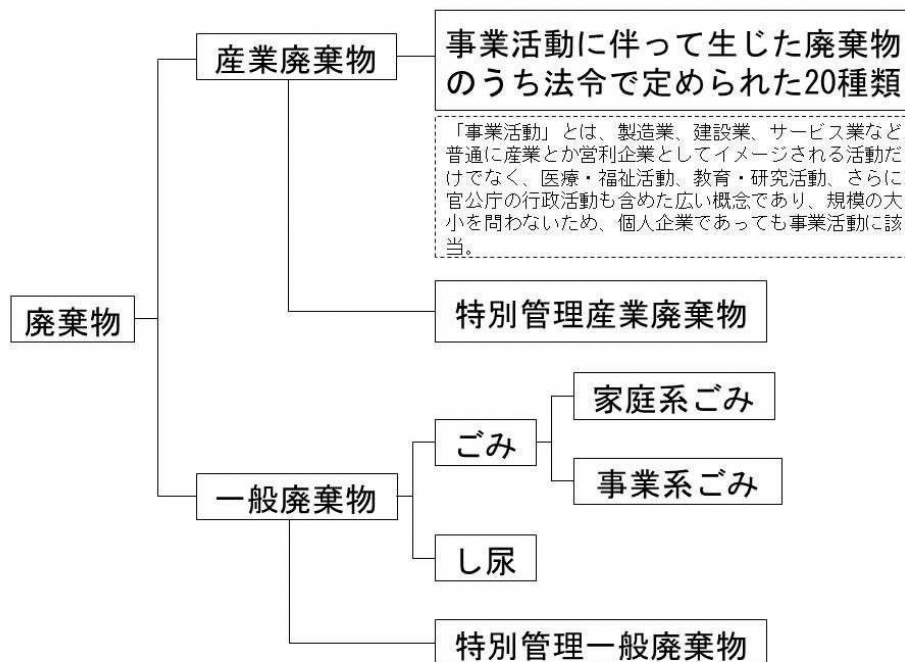 産業廃棄物
事業活動に伴って生じた廃棄物
のうち法令で定められた20種類
「事業活動」とは、製造業、建設業、サービス業など
普通に産業とか営利企業としてイメージされる活動だ
けでなく、医療・福祉活動、教育・研究活動、さらに
官公庁の行政活動も含めた広い概念であり、規模の大
小を問わないため、個人企業であっても事業活動に該
当。
廃棄物
特別管理産業廃棄物
家庭系ごみ
ごみ
事業系ごみ
一般廃棄物
し尿
特別管理一般廃棄物